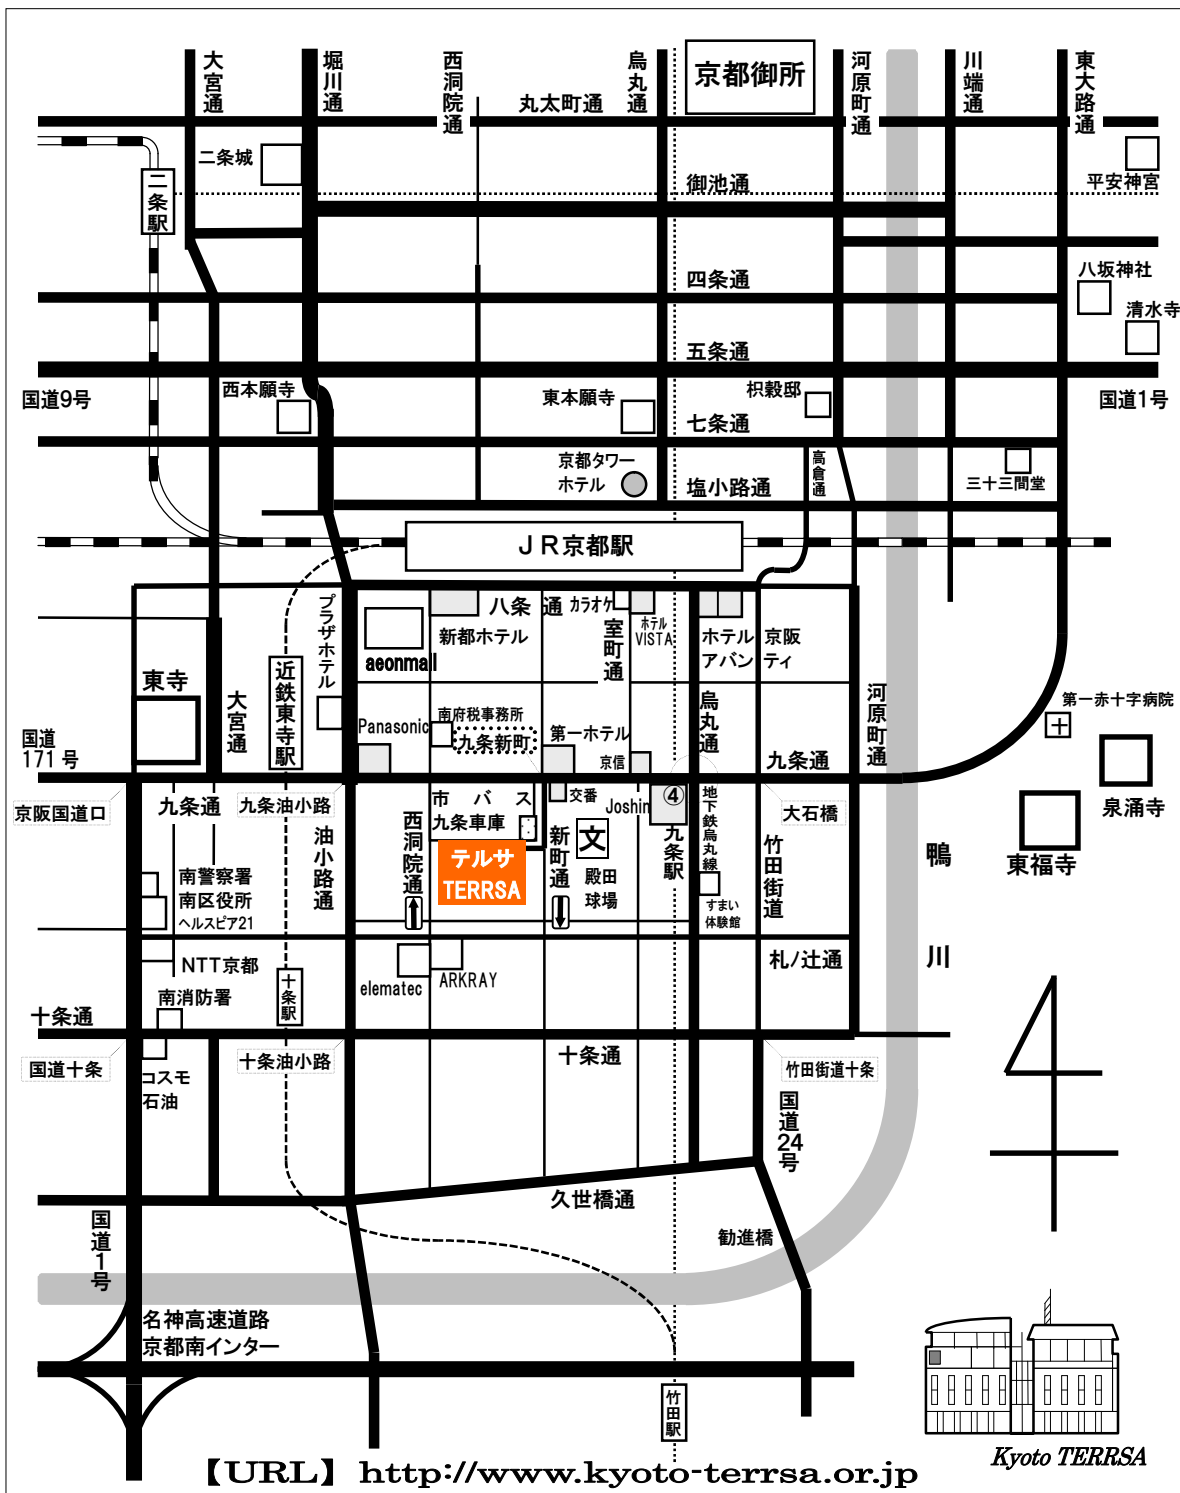 大宮通
堀川通
西洞院通
烏丸通
京都御所
河原町通
川端通
東大路通
丸太町通
二条城
二条駅
御池通
平安神宮
四条通
八坂神社
清水寺
五条通
国道9号
西本願寺
東本願寺
枳殻邸
国道1号
七条通
京都タワー
ホテル
高倉通
三十三間堂
塩小路通
JR京都駅
プラザホテル
八条通
カラオケ
新都ホテル
室町通
ホテル
VISTA
ホテル 京阪
アバンティ
aeonmall
東寺
大宮通
近鉄東寺駅
烏丸通
河原町通
第一赤十字病院
Panasonic
南府税事務所
九条新町
第一ホテル
京信
国道
171号
九条通
泉涌寺
京阪国道口
九条通
九条油小路
市バス
九条車庫
交番
Joshin
④
地下鉄烏丸線
大石橋
西洞院通
新町通
文
九条駅
油小路通
テルサ
TERRSA
殿田
球場
竹田街道
鴨川
東福寺
南警察署
南区役所
ヘルスピア21
すまい
体験館
NTT京都
十条駅
elematec
ARKRAY
札ノ辻通
南消防署
十条通
国道十条
十条油小路
十条通
竹田街道十条
コスモ
石油
国道24号
久世橋通
国道1号
勧進橋
名神高速道路
京都南インター
竹田駅
Kyoto TERRSA
【URL】 http://www.kyoto-terrsa.or.jp